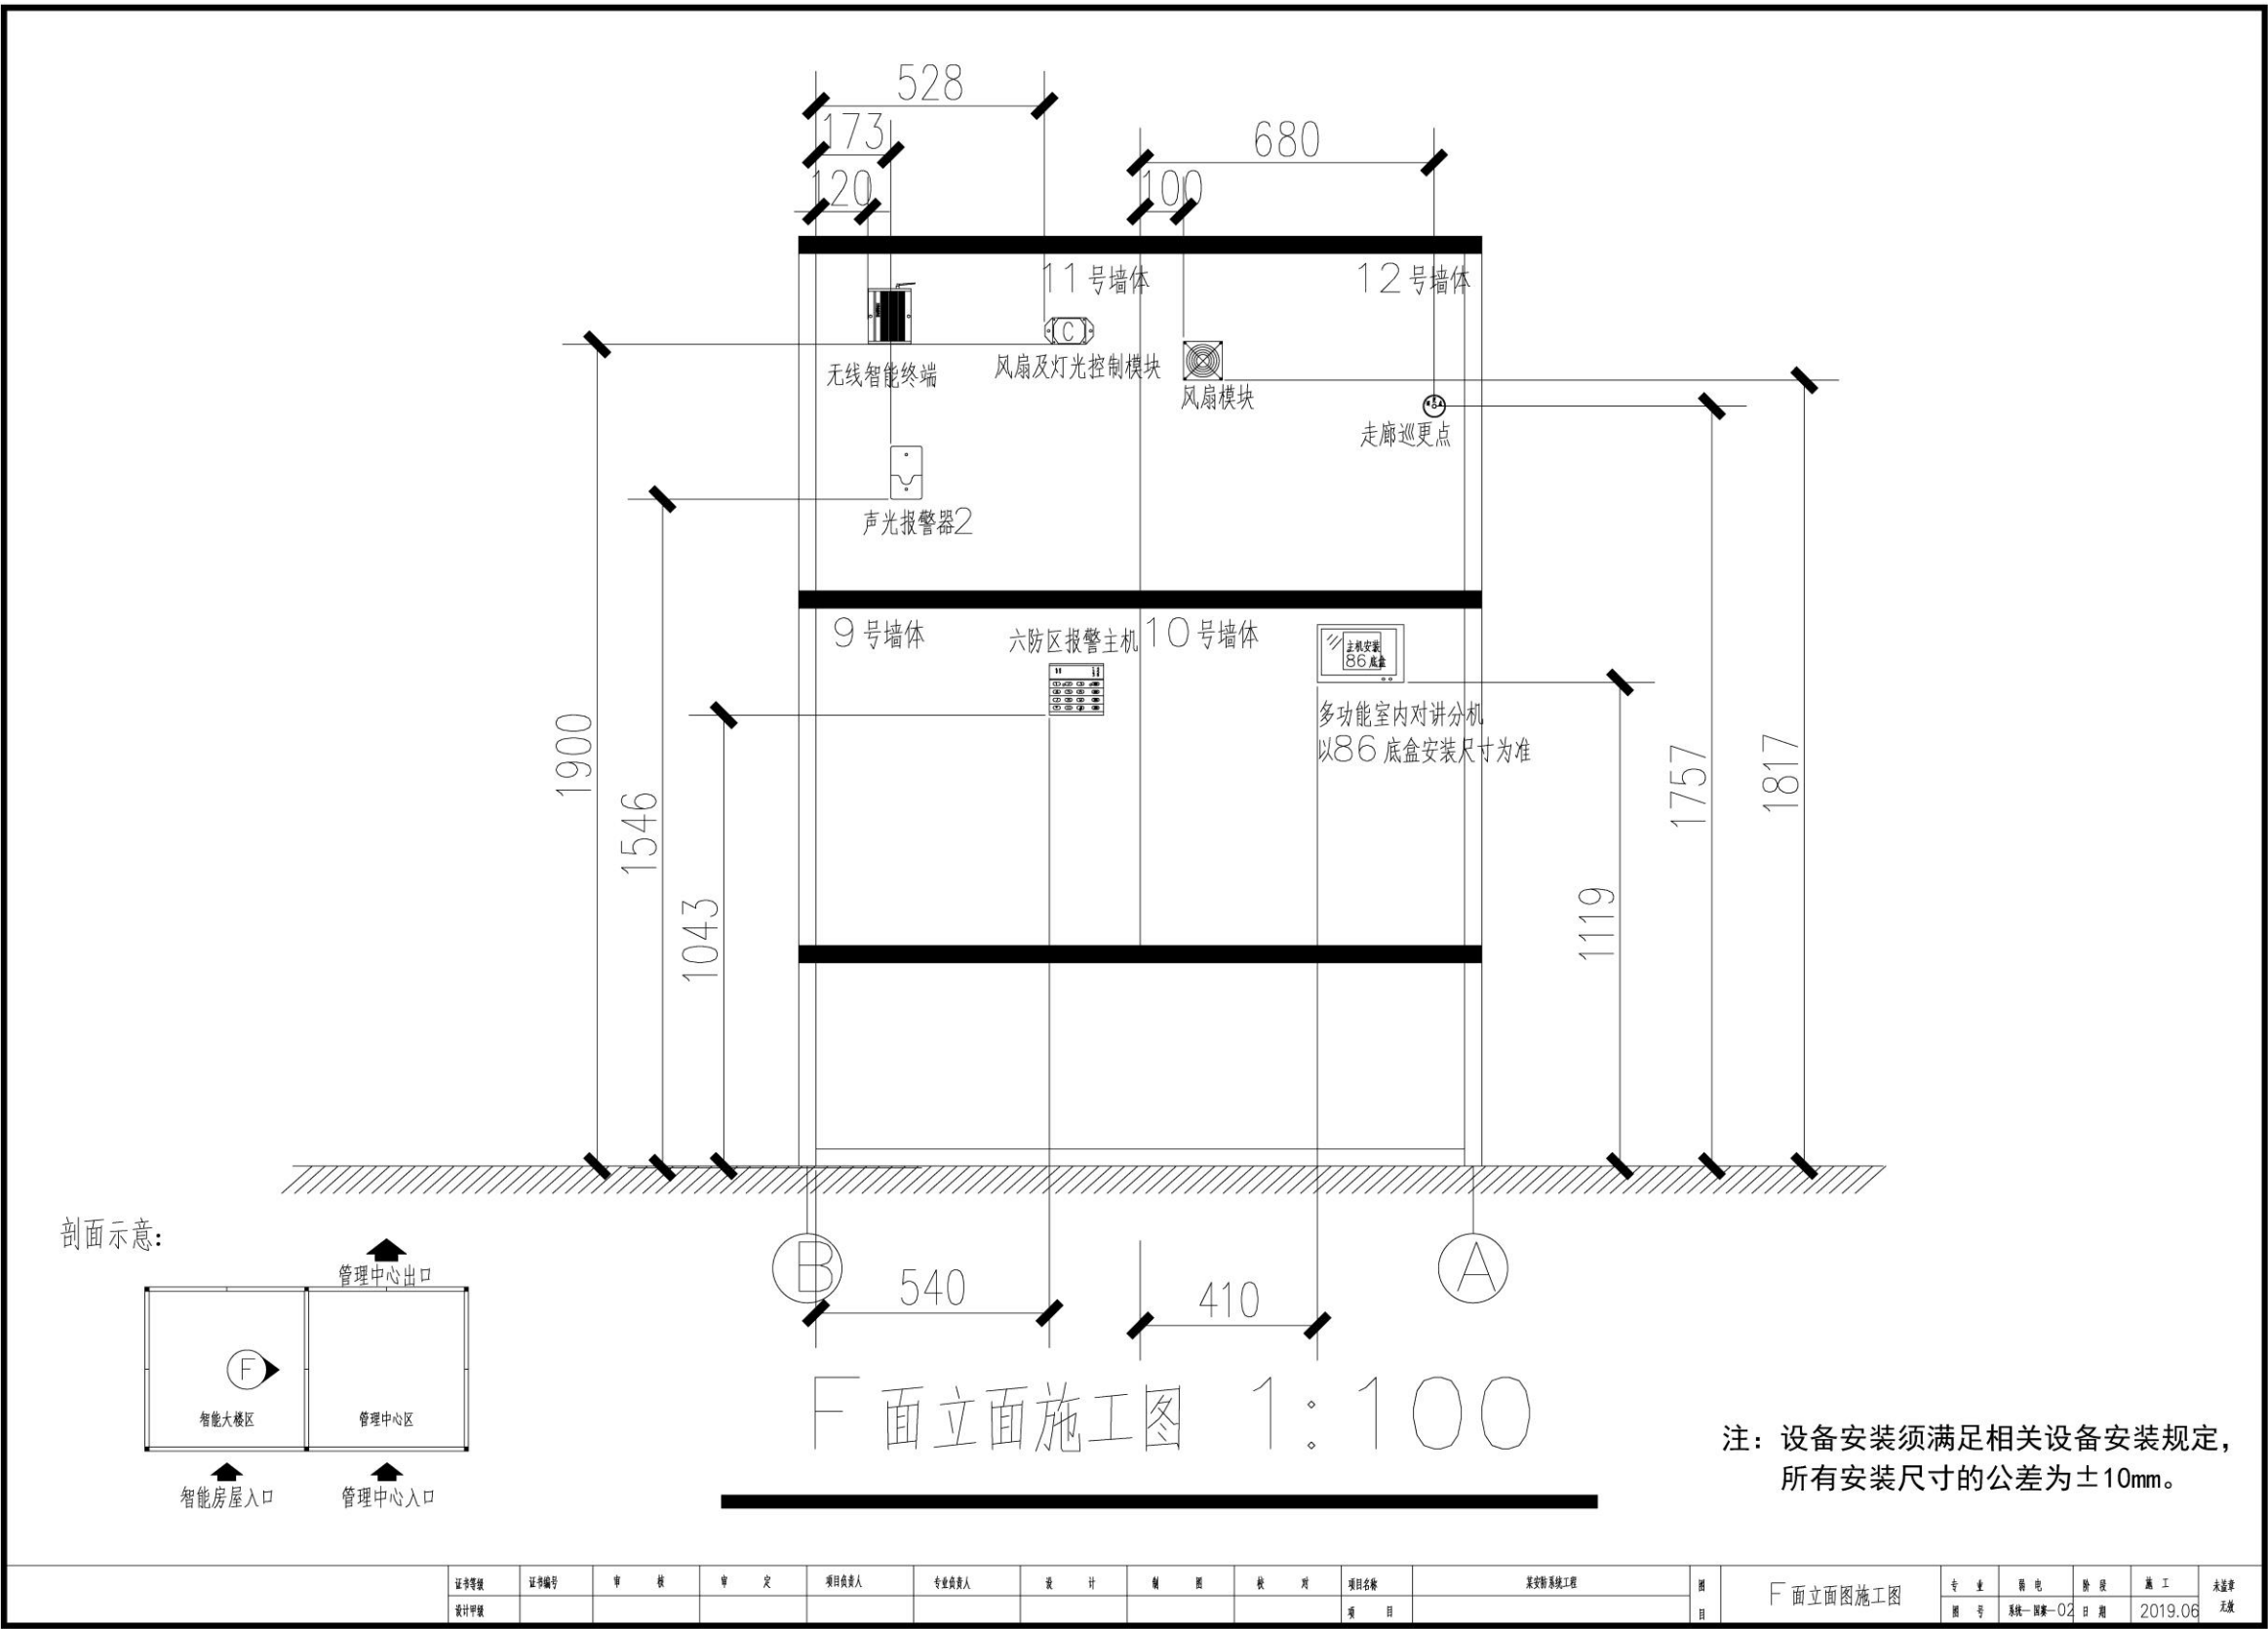 528
173
680
120
100
11号墙体
12号墙体
无线智能终端
C
风扇及灯光控制模块
风扇模块
走廊巡更点
声光报警器2
9号墙体
六防区报警主机
10号墙体
主机安装
86底盒
多功能室内对讲分机
以86底盒安装尺寸为准
1900
1546
1043
1119
1757
1817
B
A
540
410
剖面示意:
管理中心出口
F
智能大楼区
管理中心区
智能房屋入口
管理中心入口
F面立面施工图 1:100
注：设备安装须满足相关设备安装规定，
所有安装尺寸的公差为±10mm。
证书等级 证书编号 审 核 审 定 项目负责人 专业负责人 设 计 制 图 校 对 项目名称 某安防系统工程 图 F面立面图施工图 专 业 弱 电 阶 段 施 工 未盖章
设计甲级 项 目 目 图 号 系统—国赛—02 日 期 2019.06 无效